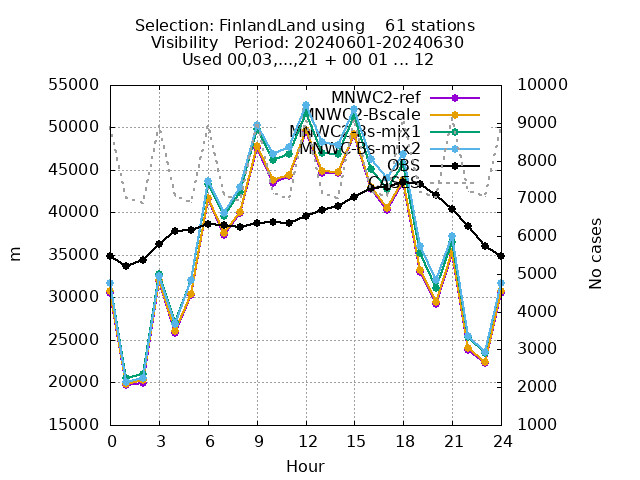 Selection: FinlandLand using 61 stations
Visibility Period: 20240601-20240630
Used 00,03,...,21 + 00 01 ... 12
55000
50000
45000
40000
35000
30000
25000
20000
15000
m
MNWC2-ref
MNWC2-Bscale
MNWC2-Bs-mix1
MNWC-Bs-mix2
OBS
CASES
10000
9000
8000
7000
6000
5000
4000
3000
2000
1000
No cases
0 3 6 9 12 15 18 21 24
Hour